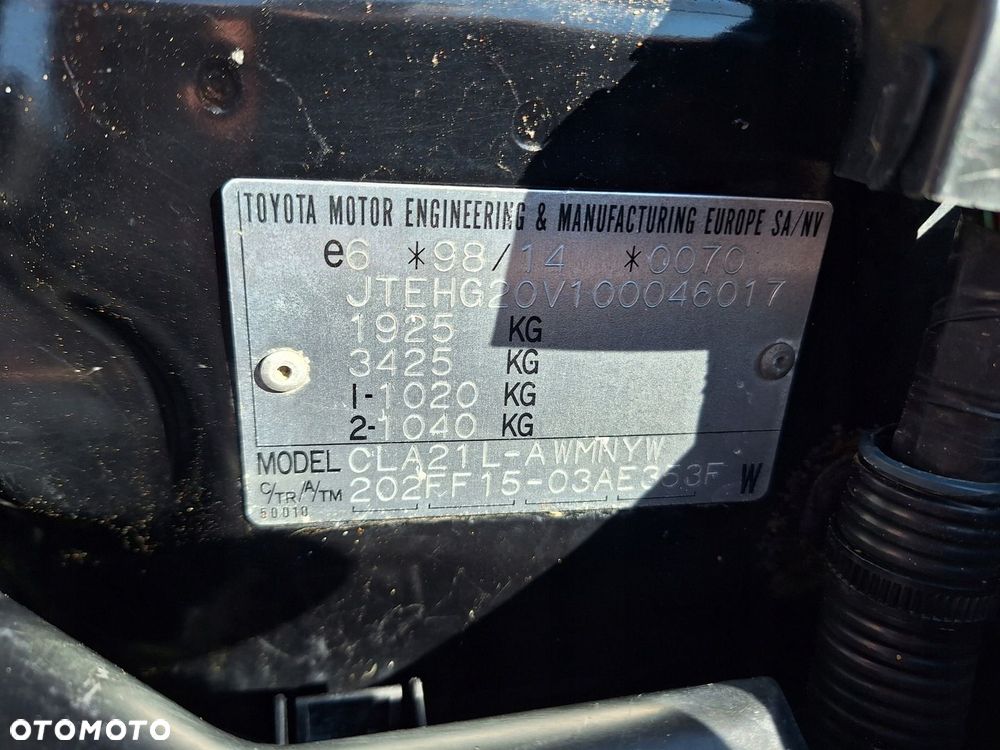 TOYOTA MOTOR ENGINEERING & MANUFACTURING EUROPE SA/NV
e6 *98/14 *0070
JTEHG20V100046017
1925 KG
3425 KG
1-1020 KG
2-1040 KG
MODEL CLA21L-AWMNYW
C/TR/A/TM 202FF15-03AE353F W
50010
OTOMOTO